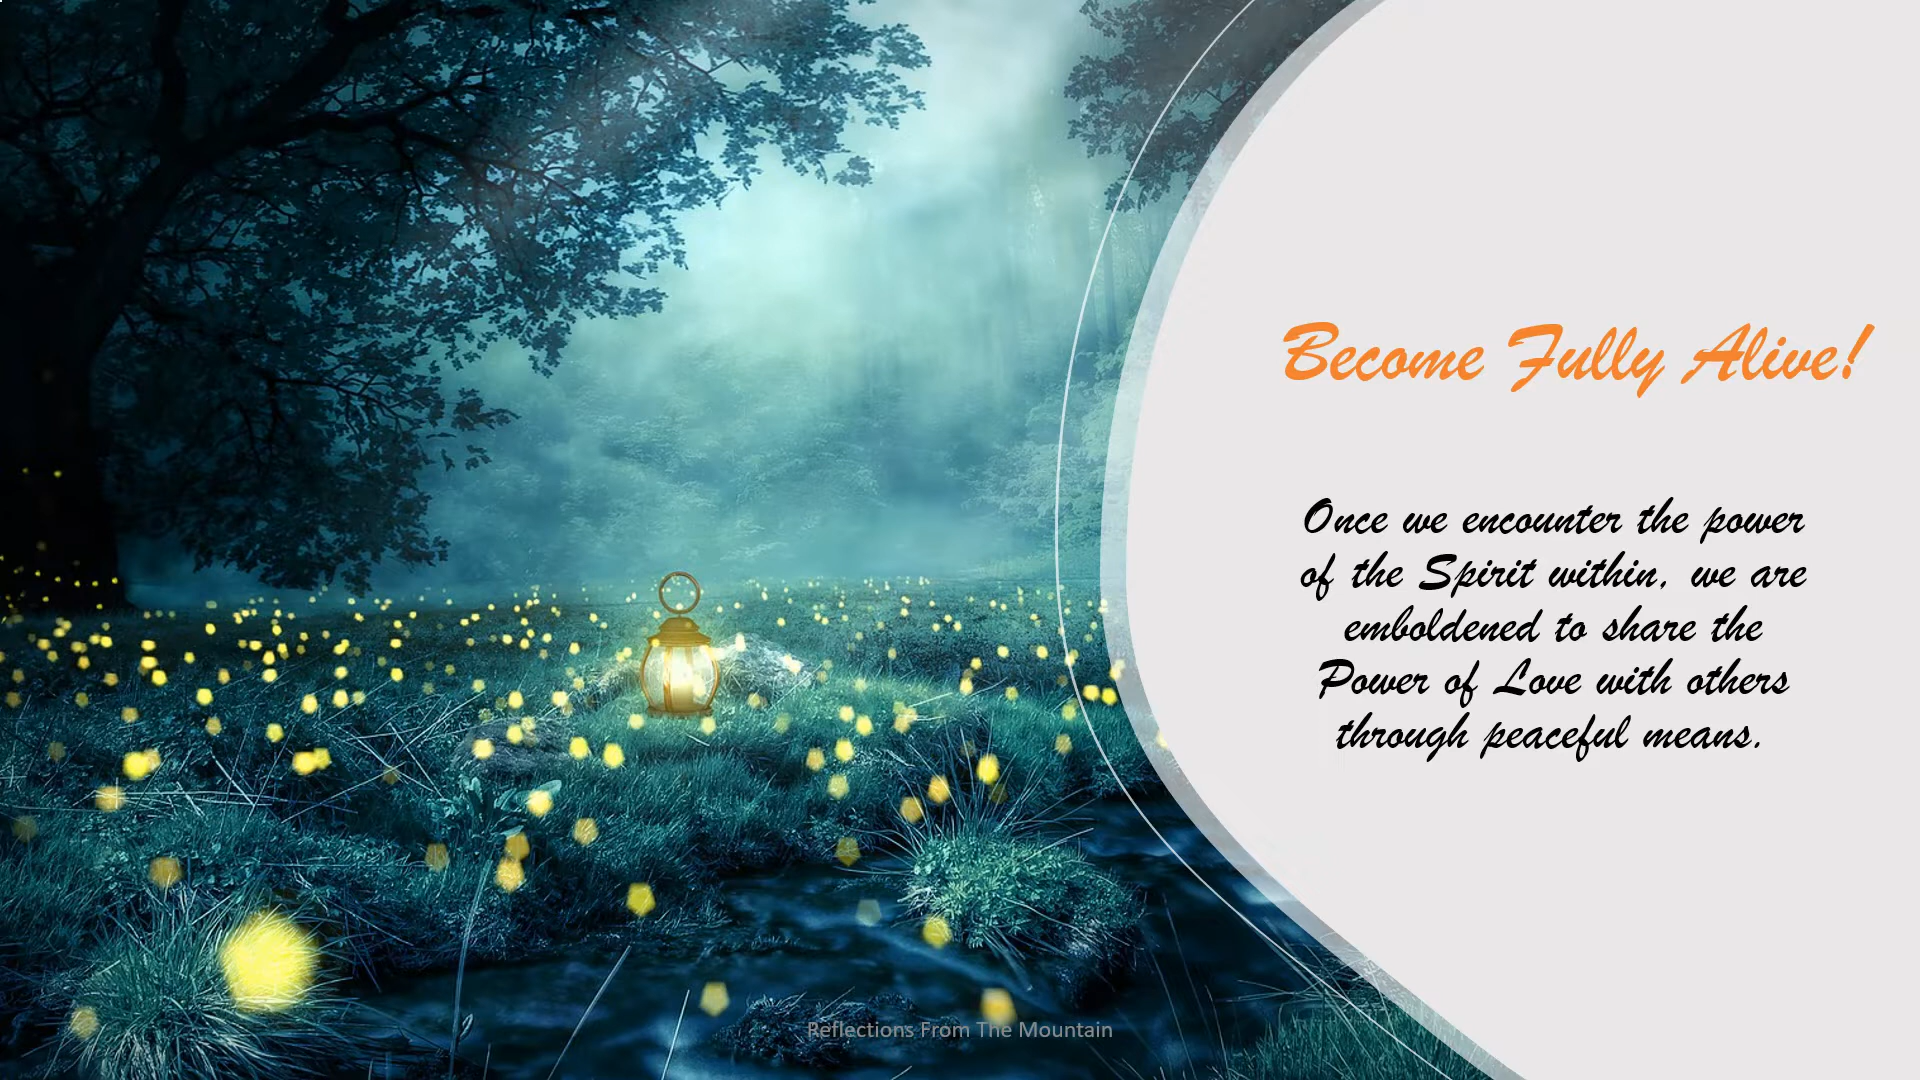 Become Fully Alive!
Once we encounter the power
of the Spirit within, we are
emboldened to share the
Power of Love with others
through peaceful means.
Reflections From The Mountain